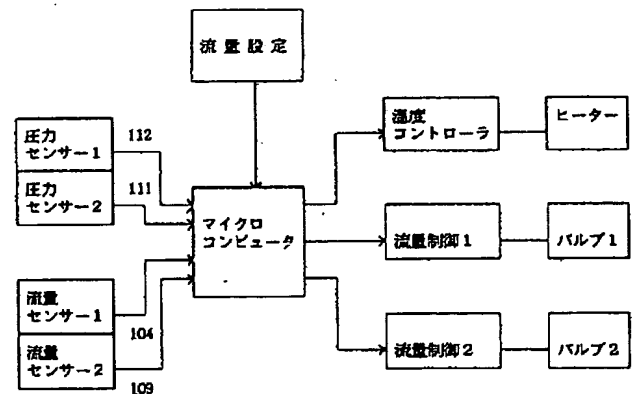 流量設定
圧力
センサー1
112
圧力
センサー2
111
流量
センサー1
104
流量
センサー2
109
マイクロ
コンピュータ
温度
コントローラ
ヒーター
流量制御1
バルブ1
流量制御2
バルブ2